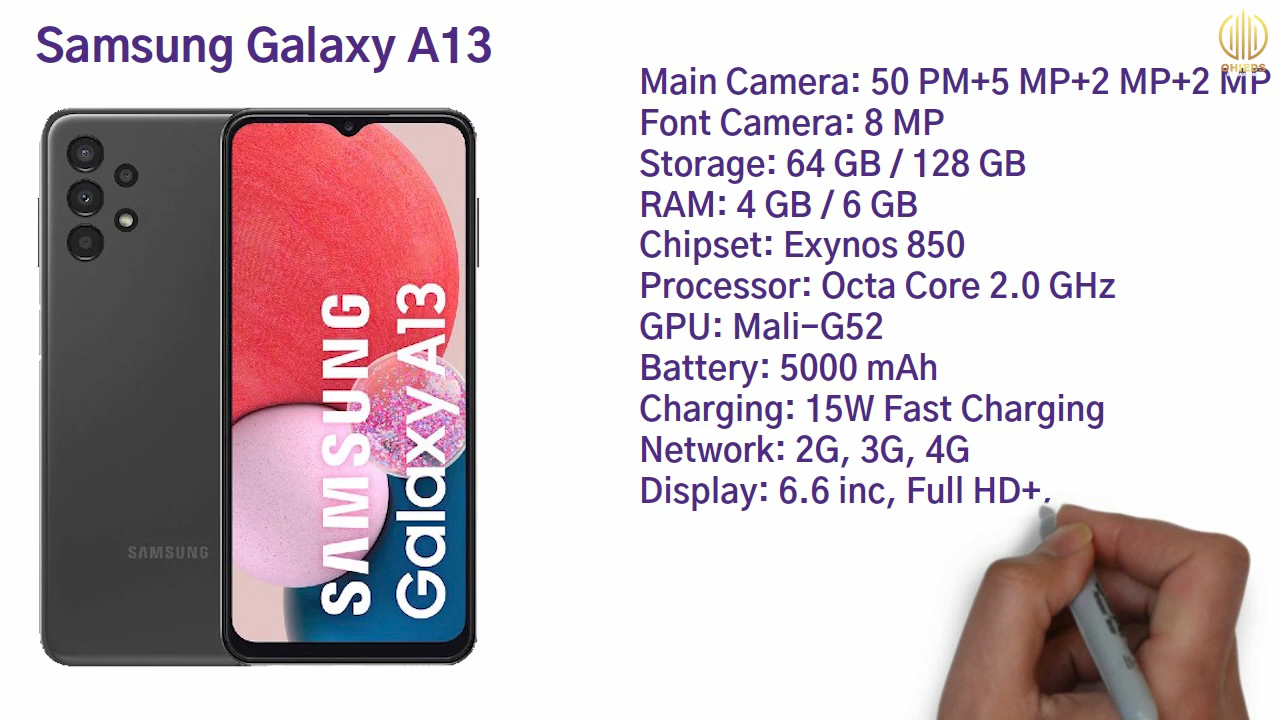 Samsung Galaxy A13
QHIEDS
Main Camera: 50 PM+5 MP+2 MP+2 MP
Font Camera: 8 MP
Storage: 64 GB / 128 GB
RAM: 4 GB / 6 GB
Chipset: Exynos 850
Processor: Octa Core 2.0 GHz
GPU: Mali-G52
Battery: 5000 mAh
Charging: 15W Fast Charging
Network: 2G, 3G, 4G
Display: 6.6 inc, Full HD+,
SAMSUNG
SAMSUNG
Galaxy A13